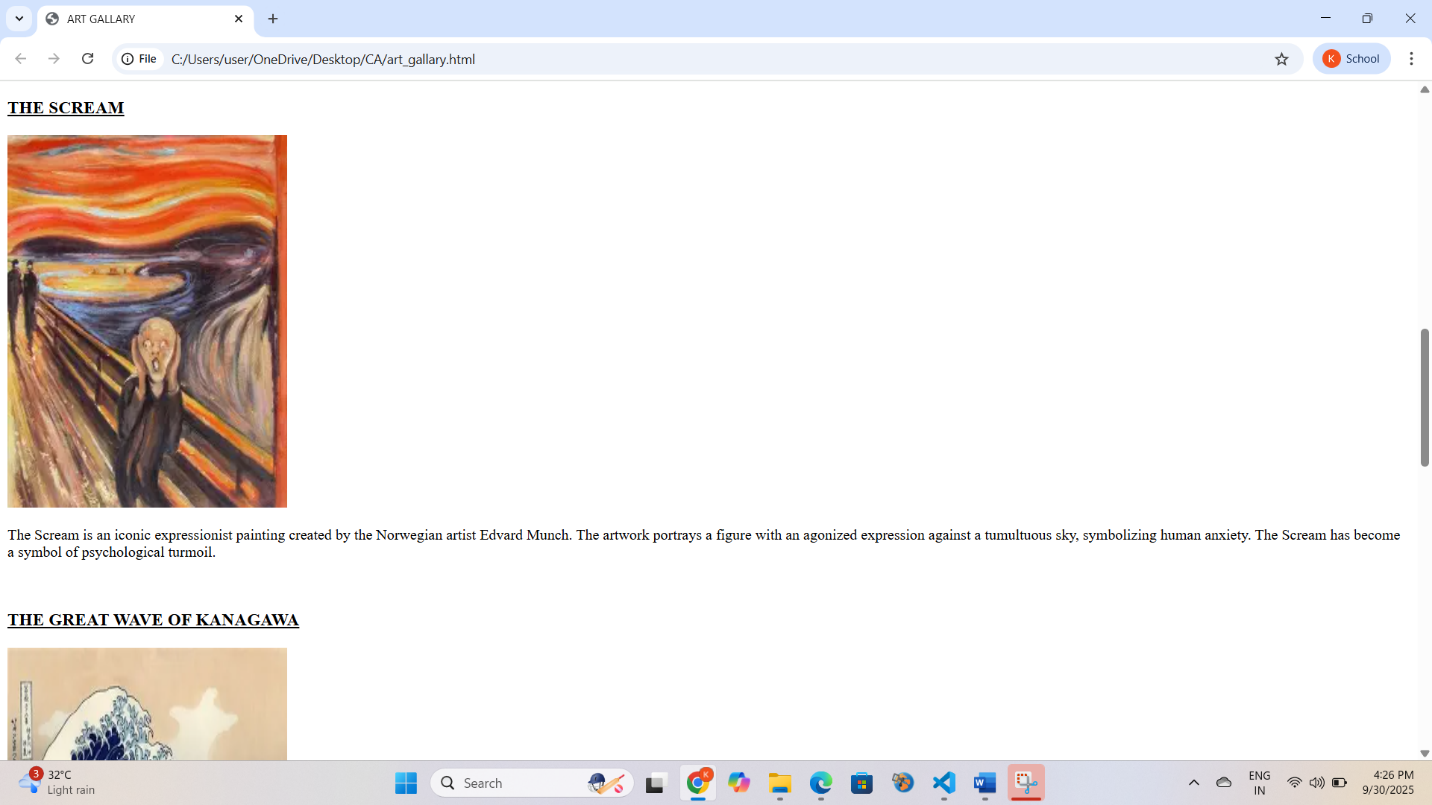 ART GALLARY
File
C:/Users/user/OneDrive/Desktop/CA/art_gallary.html
K
School
THE SCREAM
The Scream is an iconic expressionist painting created by the Norwegian artist Edvard Munch. The artwork portrays a figure with an agonized expression against a tumultuous sky, symbolizing human anxiety. The Scream has become
a symbol of psychological turmoil.
THE GREAT WAVE OF KANAGAWA
3
32°C
Light rain
Search
K
W
ENG
IN
4:26 PM
9/30/2025